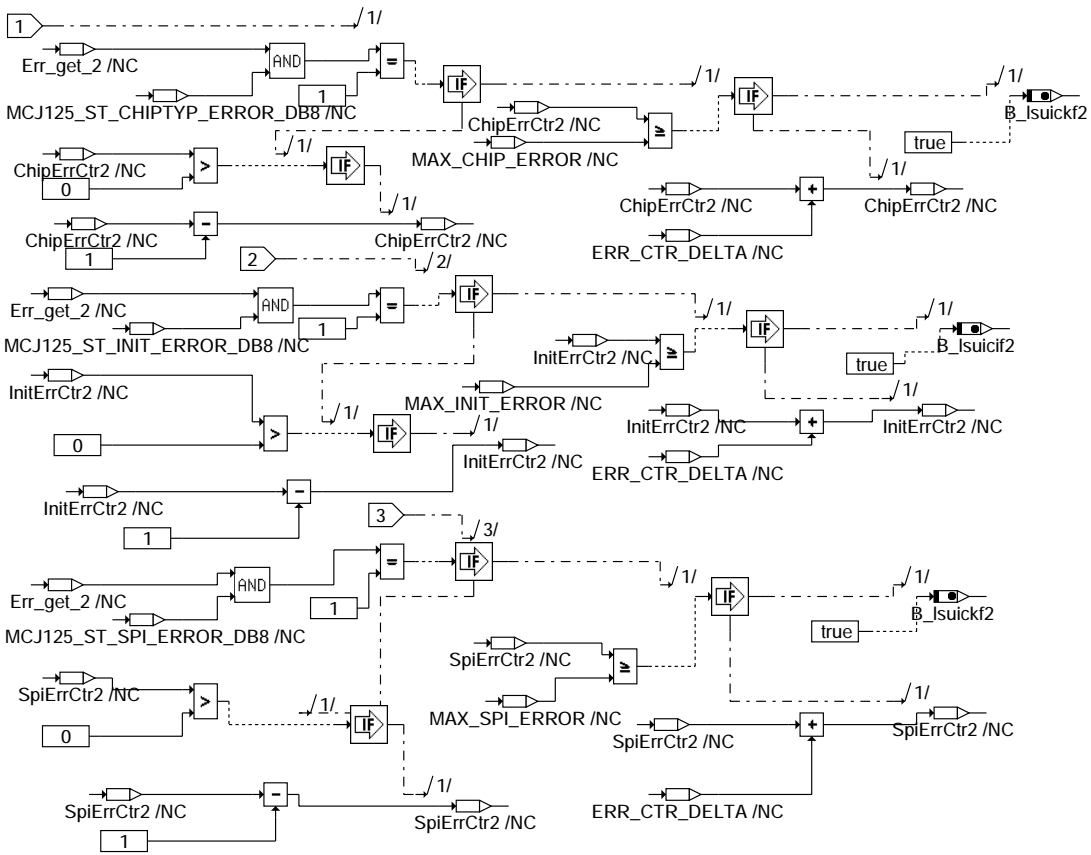 1
1/
Err_get_2 /NC
AND
=
1
IF
1/
IF
1/
MCJ125_ST_CHIPTYP_ERROR_DB8 /NC
ChipErrCtr2 /NC
MAX_CHIP_ERROR /NC
≥
B_lsuickf2
true
1/
1/
ChipErrCtr2 /NC
0
>
IF
1/
ChipErrCtr2 /NC
+
ChipErrCtr2 /NC
ChipErrCtr2 /NC
1
-
ChipErrCtr2 /NC
ERR_CTR_DELTA /NC
2
2/
Err_get_2 /NC
AND
=
1
IF
1/
IF
1/
MCJ125_ST_INIT_ERROR_DB8 /NC
InitErrCtr2 /NC
≥
MAX_INIT_ERROR /NC
B_lsuicif2
true
1/
InitErrCtr2 /NC
0
>
1/
IF
1/
InitErrCtr2 /NC
+
InitErrCtr2 /NC
ERR_CTR_DELTA /NC
InitErrCtr2 /NC
InitErrCtr2 /NC
-
1
3
3/
Err_get_2 /NC
AND
=
1
IF
1/
IF
1/
MCJ125_ST_SPI_ERROR_DB8 /NC
SpiErrCtr2 /NC
≥
MAX_SPI_ERROR /NC
B_lsuickf2
true
1/
SpiErrCtr2 /NC
0
>
1/
IF
1/
SpiErrCtr2 /NC
+
SpiErrCtr2 /NC
SpiErrCtr2 /NC
1
-
SpiErrCtr2 /NC
ERR_CTR_DELTA /NC